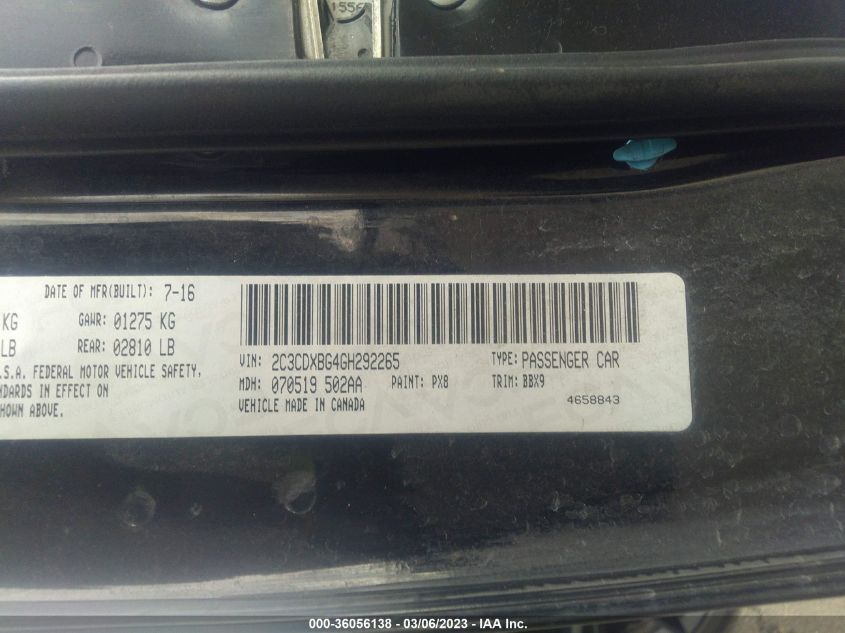 1556
DATE OF MFR(BUILT): 7-16
KG GAWR: 01275 KG
LB REAR: 02810 LB
.S.A. FEDERAL MOTOR VEHICLE SAFETY,
NDARDS IN EFFECT ON
SHOWN ABOVE.
VIN: 2C3CDXBG4GH292265 TYPE: PASSENGER CAR
MDH: 070519 502AA PAINT: PX8 TRIM: BBX9
VEHICLE MADE IN CANADA 4658843
000-36056138 - 03/06/2023 - IAA Inc.